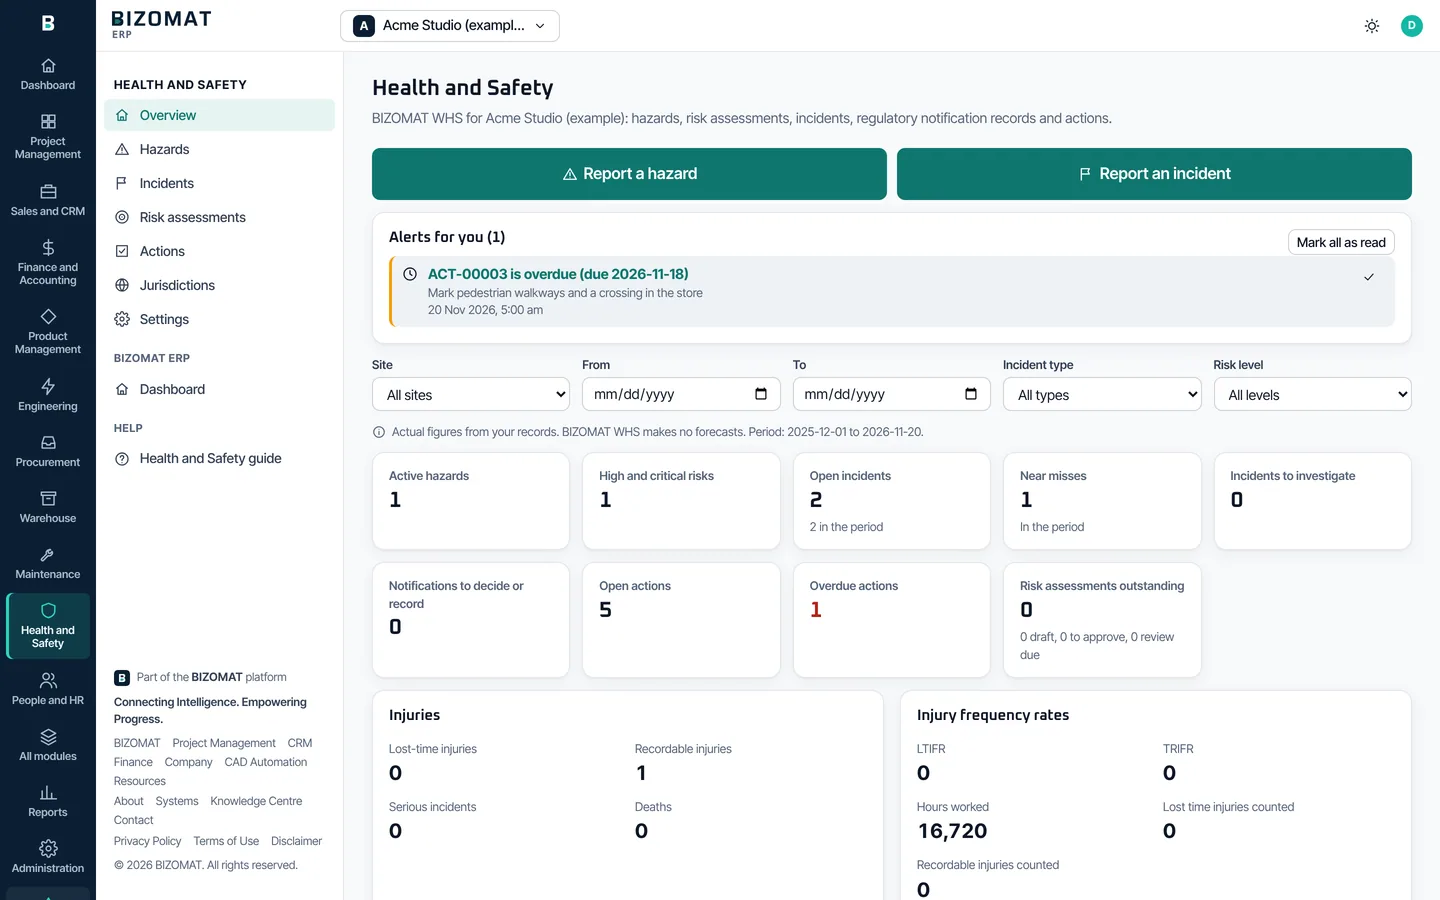 B
Dashboard
Project
Management
Sales and CRM
Finance and
Accounting
Product
Management
Engineering
Procurement
Warehouse
Maintenance
Health and
Safety
People and HR
All modules
Reports
Administration
BIZOMAT
ERP
A Acme Studio (exampl...
D
HEALTH AND SAFETY
Overview
Hazards
Incidents
Risk assessments
Actions
Jurisdictions
Settings
BIZOMAT ERP
Dashboard
HELP
Health and Safety guide
B Part of the BIZOMAT platform
Connecting Intelligence. Empowering
Progress.
BIZOMAT Project Management CRM
Finance Company CAD Automation
Resources
About Systems Knowledge Centre
Contact
Privacy Policy Terms of Use Disclaimer
© 2026 BIZOMAT. All rights reserved.
Health and Safety
BIZOMAT WHS for Acme Studio (example): hazards, risk assessments, incidents, regulatory notification records and actions.
Report a hazard
Report an incident
Alerts for you (1)
Mark all as read
ACT-00003 is overdue (due 2026-11-18)
Mark pedestrian walkways and a crossing in the store
20 Nov 2026, 5:00 am
Site From To Incident type Risk level
All sites mm/dd/yyyy mm/dd/yyyy All types All levels
Actual figures from your records. BIZOMAT WHS makes no forecasts. Period: 2025-12-01 to 2026-11-20.
Active hazards
1
High and critical risks
1
Open incidents
2
2 in the period
Near misses
1
In the period
Incidents to investigate
0
Notifications to decide or
record
0
Open actions
5
Overdue actions
1
Risk assessments outstanding
0
0 draft, 0 to approve, 0 review
due
Injuries
Lost-time injuries
0
Recordable injuries
1
Serious incidents
0
Deaths
0
Injury frequency rates
LTIFR
0
TRIFR
0
Hours worked
16,720
Lost time injuries counted
0
Recordable injuries counted
0